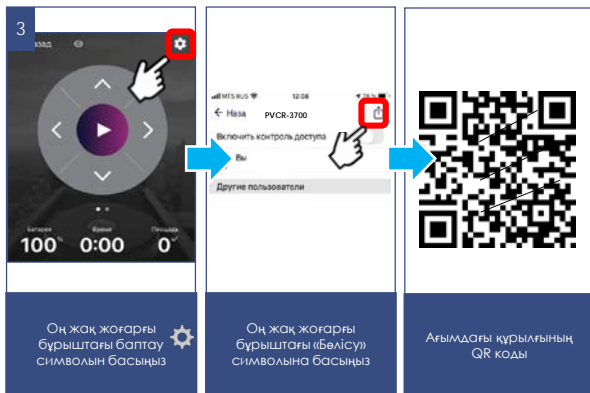 3
азад
Батарея
Время
Площадь
100%
0:00
0
MTS RUS
12:08
Наза
PVCR-3700
Включить контроль доступа
Вы
Другие пользователи
Оң жақ жоғарғы
бұрыштағы баптау
символын басыңыз
Оң жақ жоғарғы
бұрыштағы «Бөлісу»
символына басыңыз
Ағымдағы құрылғының
QR коды